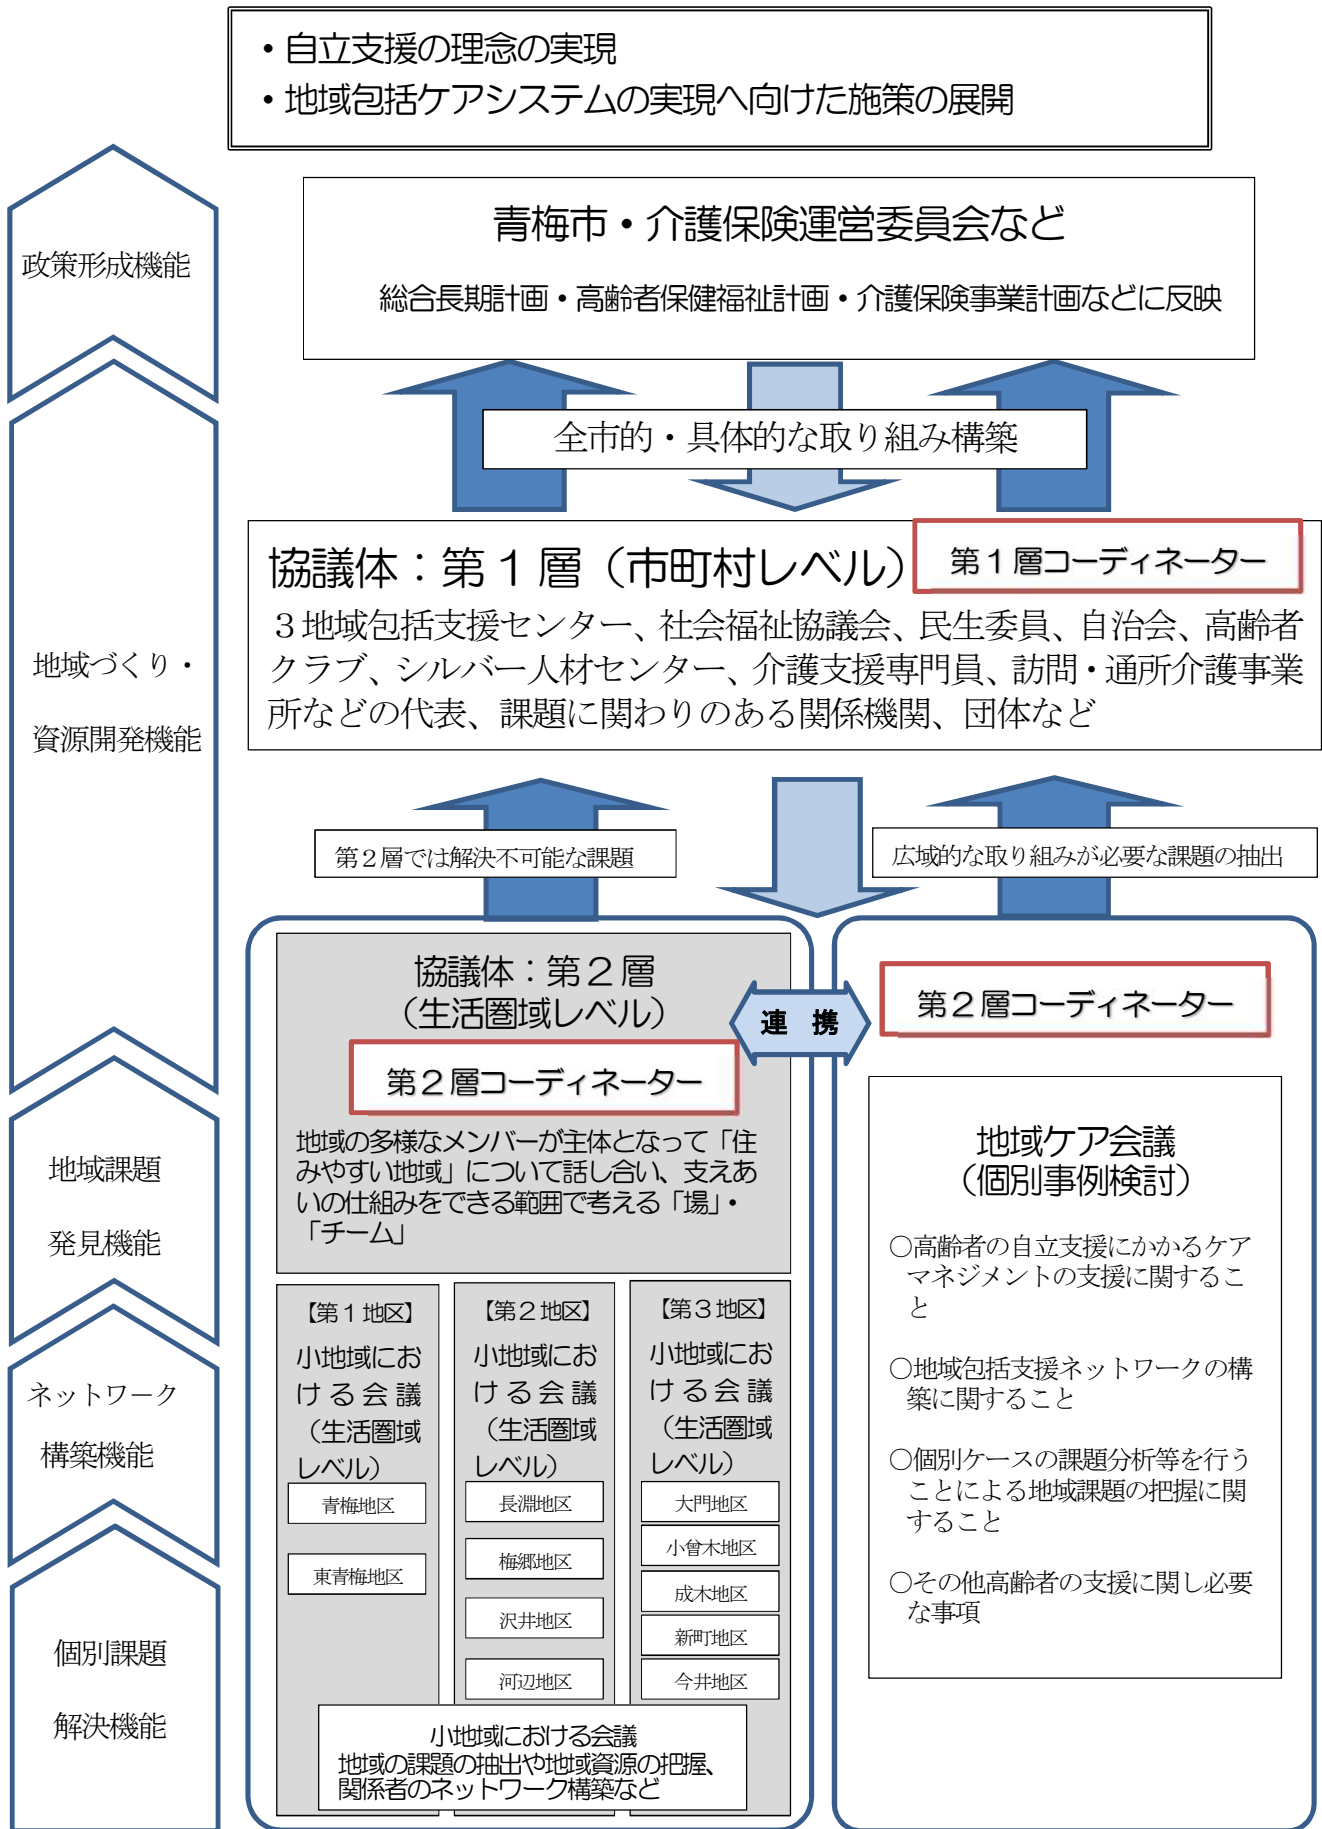 ・自立支援の理念の実現
・地域包括ケアシステムの実現へ向けた施策の展開
政策形成機能
青梅市・介護保険運営委員会など
総合長期計画・高齢者保健福祉計画・介護保険事業計画などに反映
全市的・具体的な取り組み構築
地域づくり・
資源開発機能
協議体：第１層（市町村レベル）
第１層コーディネーター
３地域包括支援センター、社会福祉協議会、民生委員、自治会、高齢者
クラブ、シルバー人材センター、介護支援専門員、訪問・通所介護事業
所などの代表、課題に関わりのある関係機関、団体など
第２層では解決不可能な課題
広域的な取り組みが必要な課題の抽出
協議体：第２層
（生活圏域レベル）
第２層コーディネーター
地域の多様なメンバーが主体となって「住
みやすい地域」について話し合い、支えあ
いの仕組みをできる範囲で考える「場」・
「チーム」
連　携
第２層コーディネーター
地域ケア会議
（個別事例検討）
○高齢者の自立支援にかかるケア
マネジメントの支援に関するこ
と
○地域包括支援ネットワークの構
築に関すること
○個別ケースの課題分析等を行う
ことによる地域課題の把握に関
すること
○その他高齢者の支援に関し必要
な事項
地域課題
発見機能
ネットワーク
構築機能
個別課題
解決機能
【第１地区】
小地域にお
ける会議
（生活圏域
レベル）
青梅地区
東青梅地区
【第２地区】
小地域にお
ける会議
（生活圏域
レベル）
長淵地区
梅郷地区
沢井地区
河辺地区
【第３地区】
小地域にお
ける会議
（生活圏域
レベル）
大門地区
小曾木地区
成木地区
新町地区
今井地区
小地域における会議
地域の課題の抽出や地域資源の把握、
関係者のネットワーク構築など